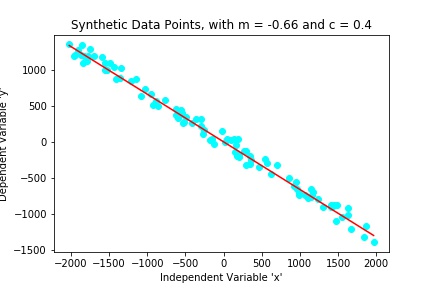 Synthetic Data Points, with m = -0.66 and c = 0.4
Dependent Variable 'y'
1000
500
0
−500
−1000
−1500
−2000 −1500 −1000 −500 0 500 1000 1500 2000
Independent Variable 'x'